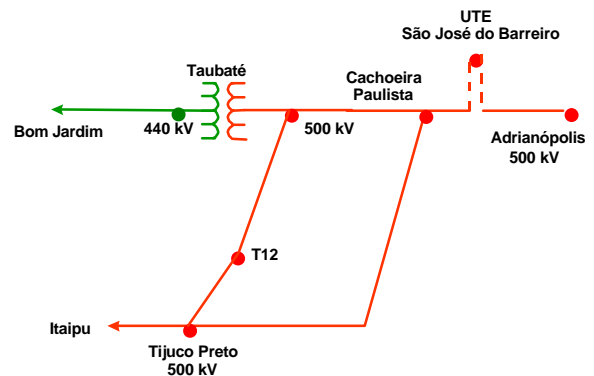 UTE
São José do Barreiro
Taubaté
Cachoeira
Paulista
Bom Jardim
440 kV
500 kV
Adrianópolis
500 kV
T12
Itaipu
Tijuco Preto
500 kV